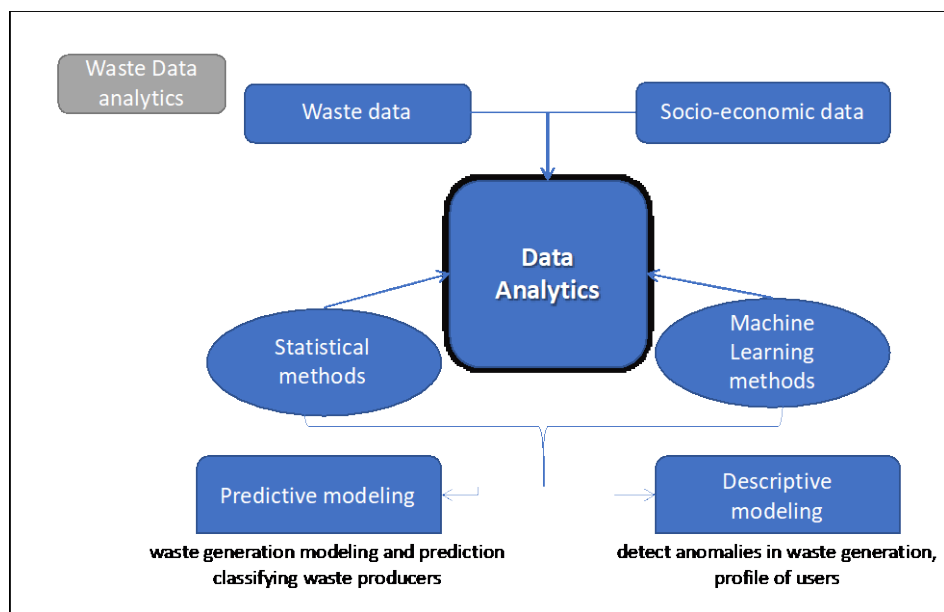 Waste Data
analytics
Waste data
Socio-economic data
Data
Analytics
Statistical
methods
Machine
Learning
methods
Predictive modeling
Descriptive
modeling
waste generation modeling and prediction
classifying waste producers
detect anomalies in waste generation,
profile of users